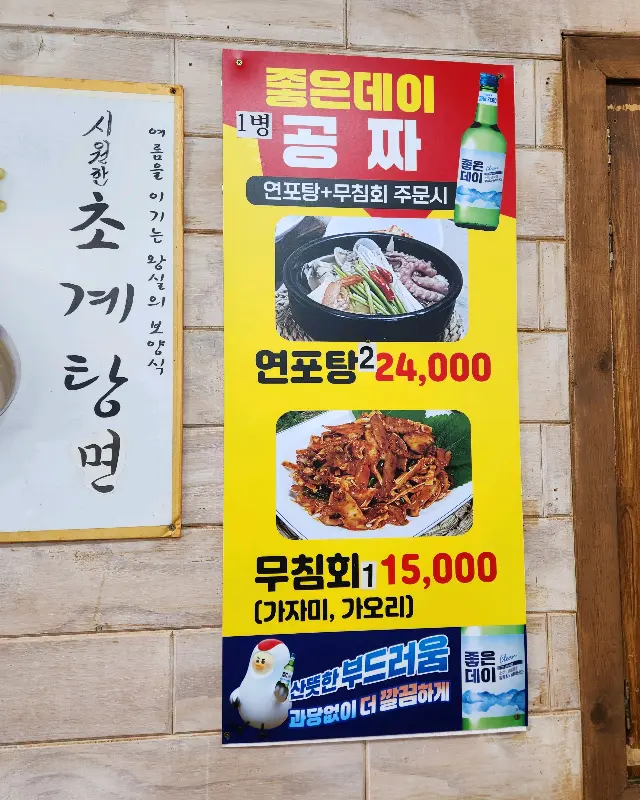 여름을 이기는 왕실의 보양식
시원한
초계탕면
좋은데이
1병 공짜
연포탕+무침회 주문시
좋은데이
연포탕2 24,000
무침회1 15,000
(가자미, 가오리)
산뜻한 부드러움
과당없이 더 깔끔하게
좋은데이
Clean